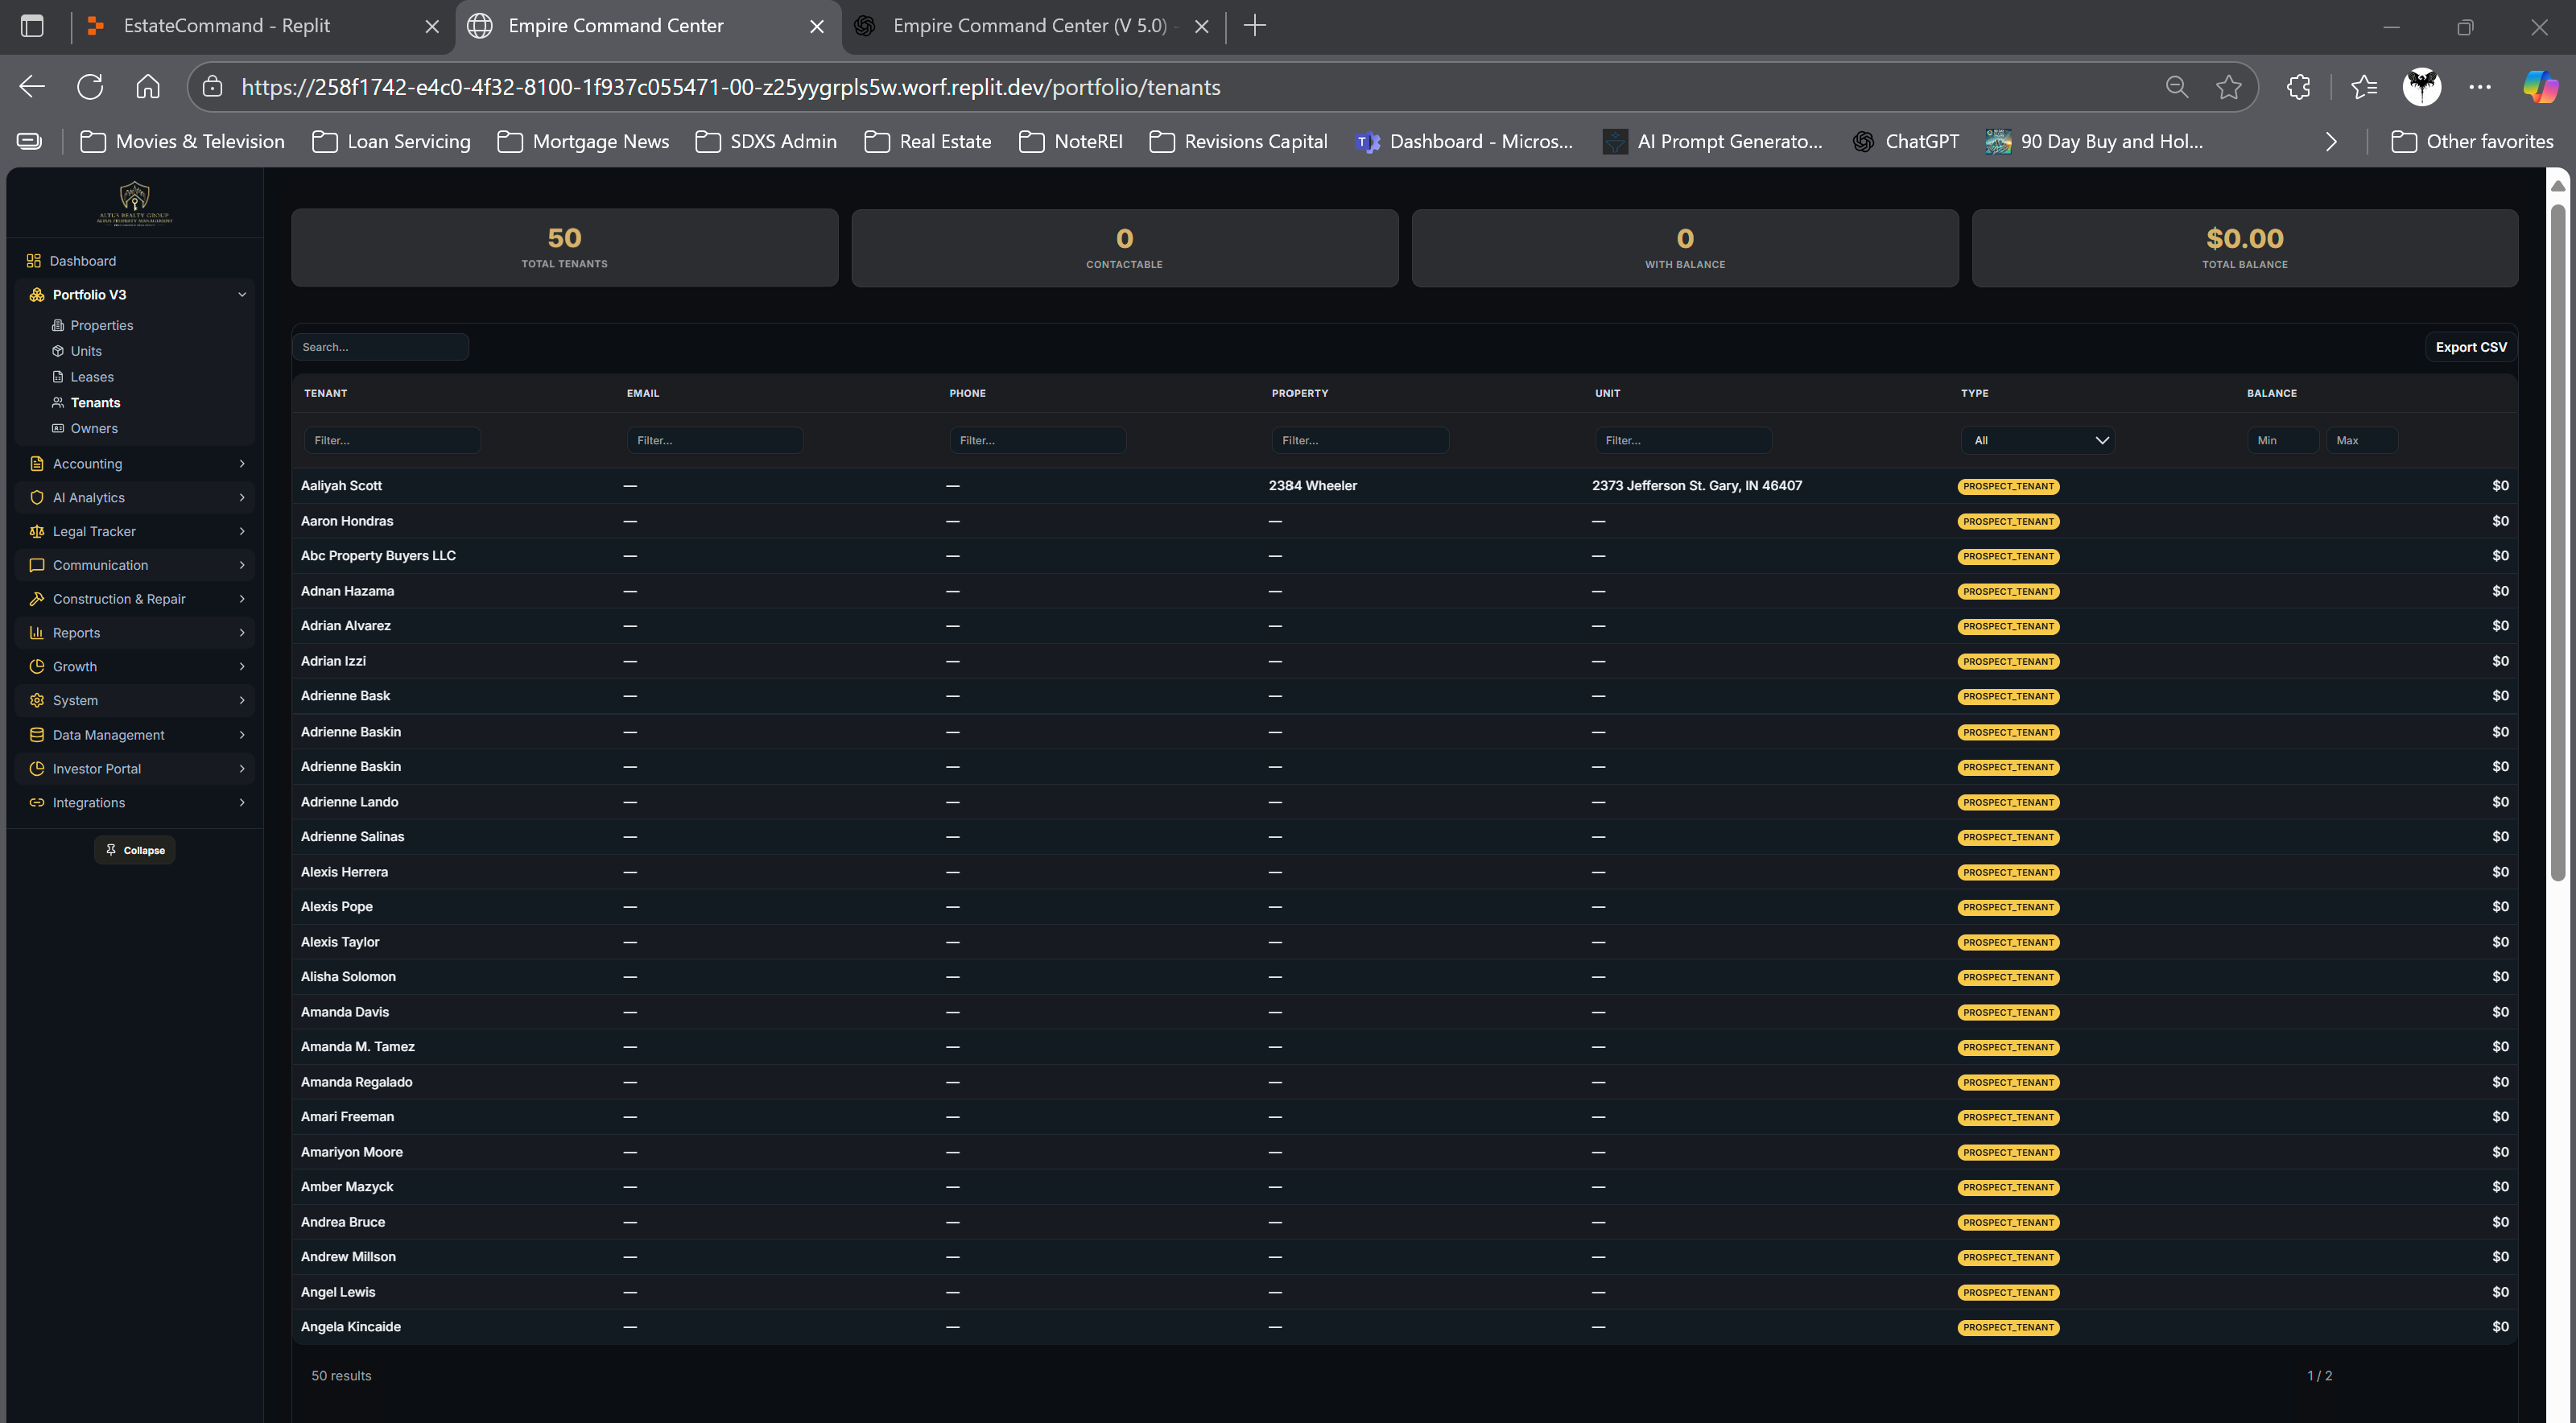 EstateCommand - Replit
Empire Command Center
Empire Command Center (V 5.0) -
https://258f1742-e4c0-4f32-8100-1f937c055471-00-z25yygrpls5w.worf.replit.dev/portfolio/tenants
Movies & Television
Loan Servicing
Mortgage News
SDXS Admin
Real Estate
NoteREI
Revisions Capital
Dashboard - Micros...
AI Prompt Generato...
ChatGPT
90 Day Buy and Hol...
Other favorites
ALTUS REALTY GROUP
Dashboard
Portfolio V3
Properties
Units
Leases
Tenants
Owners
Accounting
AI Analytics
Legal Tracker
Communication
Construction & Repair
Reports
Growth
System
Data Management
Investor Portal
Integrations
Collapse
50
TOTAL TENANTS
0
CONTACTABLE
0
WITH BALANCE
$0.00
TOTAL BALANCE
Search...
Export CSV
TENANT EMAIL PHONE PROPERTY UNIT TYPE BALANCE
Filter... Filter... Filter... Filter... Filter... All Min Max
Aaliyah Scott — — 2384 Wheeler 2373 Jefferson St. Gary, IN 46407 PROSPECT_TENANT $0
Aaron Hondras — — — — PROSPECT_TENANT $0
Abc Property Buyers LLC — — — — PROSPECT_TENANT $0
Adnan Hazama — — — — PROSPECT_TENANT $0
Adrian Alvarez — — — — PROSPECT_TENANT $0
Adrian Izzi — — — — PROSPECT_TENANT $0
Adrienne Bask — — — — PROSPECT_TENANT $0
Adrienne Baskin — — — — PROSPECT_TENANT $0
Adrienne Baskin — — — — PROSPECT_TENANT $0
Adrienne Lando — — — — PROSPECT_TENANT $0
Adrienne Salinas — — — — PROSPECT_TENANT $0
Alexis Herrera — — — — PROSPECT_TENANT $0
Alexis Pope — — — — PROSPECT_TENANT $0
Alexis Taylor — — — — PROSPECT_TENANT $0
Alisha Solomon — — — — PROSPECT_TENANT $0
Amanda Davis — — — — PROSPECT_TENANT $0
Amanda M. Tamez — — — — PROSPECT_TENANT $0
Amanda Regalado — — — — PROSPECT_TENANT $0
Amari Freeman — — — — PROSPECT_TENANT $0
Amariyon Moore — — — — PROSPECT_TENANT $0
Amber Mazyck — — — — PROSPECT_TENANT $0
Andrea Bruce — — — — PROSPECT_TENANT $0
Andrew Millson — — — — PROSPECT_TENANT $0
Angel Lewis — — — — PROSPECT_TENANT $0
Angela Kincaide — — — — PROSPECT_TENANT $0
50 results
1 / 2